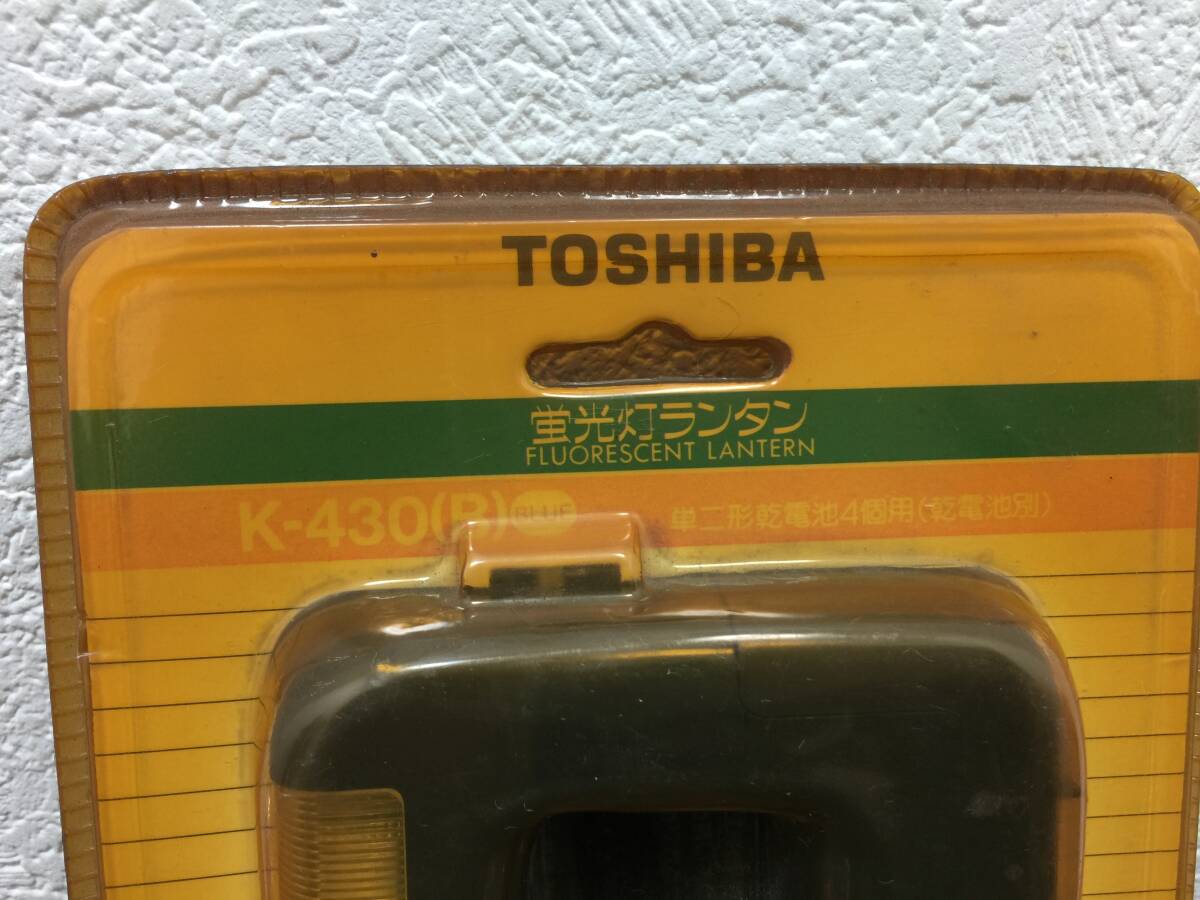 TOSHIBA
蛍光灯ランタン
FLUORESCENT LANTERN
K-430(B) BLUE
単二形乾電池4個用(乾電池別)